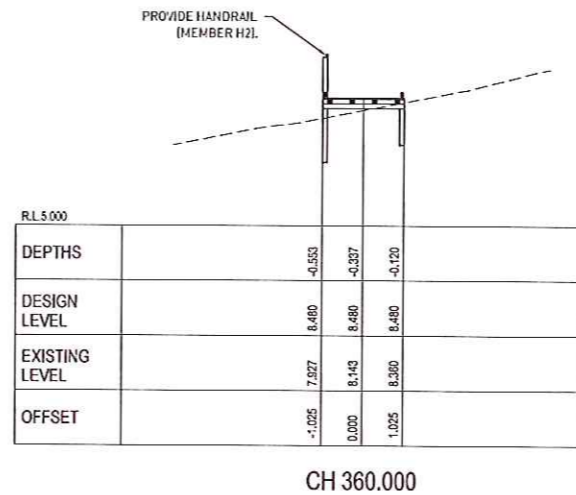 PROVIDE HANDRAIL
(MEMBER H2).
R.L.5.000
DEPTHS -0.553 -0.337 -0.120
DESIGN
LEVEL 8.480 8.480 8.480
EXISTING
LEVEL 7.927 8.143 8.360
OFFSET -1.025 0.000 1.025
CH 360.000